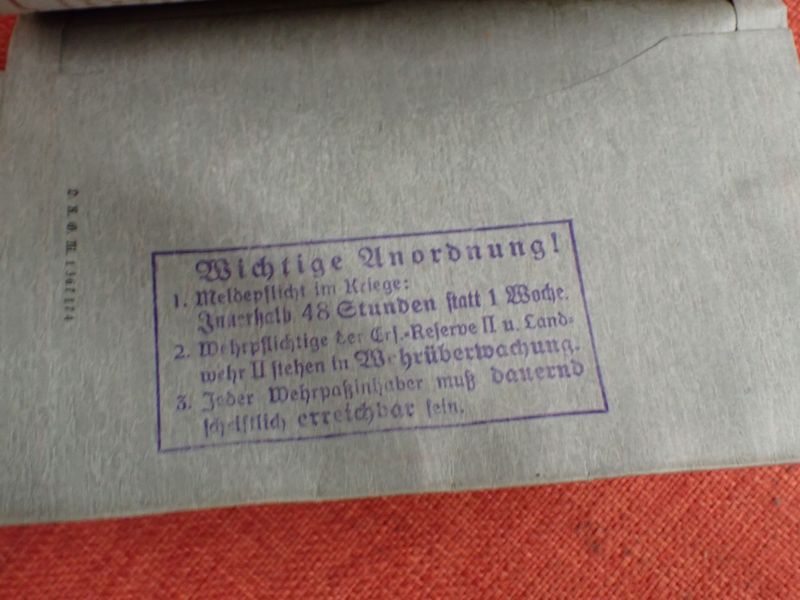 Wichtige Anordnung!
1. Meldepflicht im Kriege:
Innerhalb 48 Stunden statt 1 Woche.
2. Wehrpflichtige der Ers.-Reserve II u. Land-
wehr II stehen in Wehrüberwachung.
3. Jeder Wehrpaßinhaber muß dauernd
schriftlich erreichbar sein.
D. R. G. M.